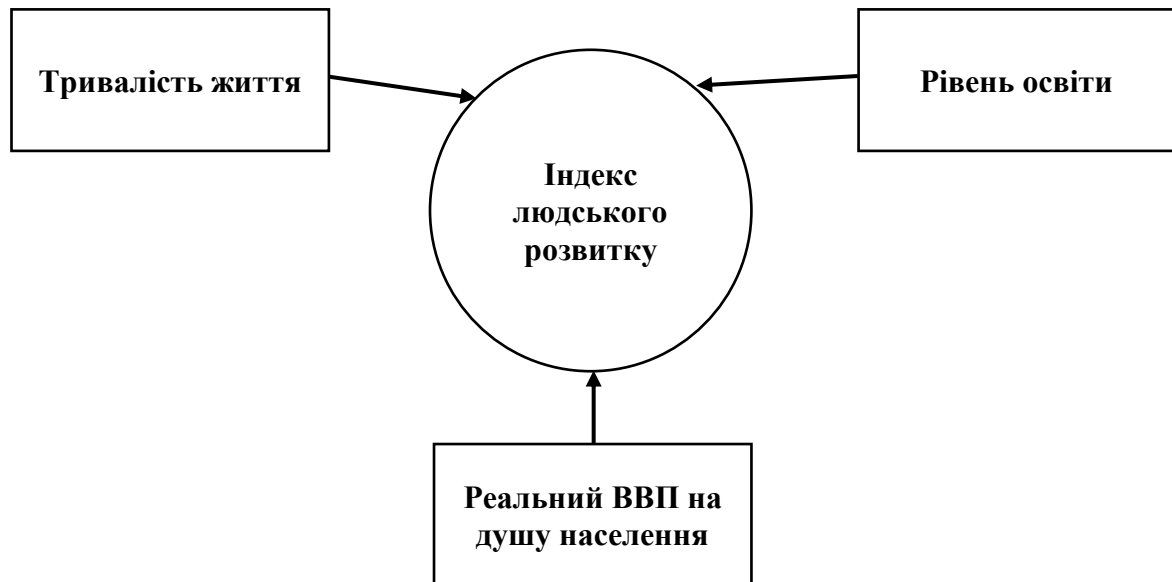 Тривалість життя
Рівень освіти
Індекс
людського
розвитку
Реальний ВВП на
душу населення